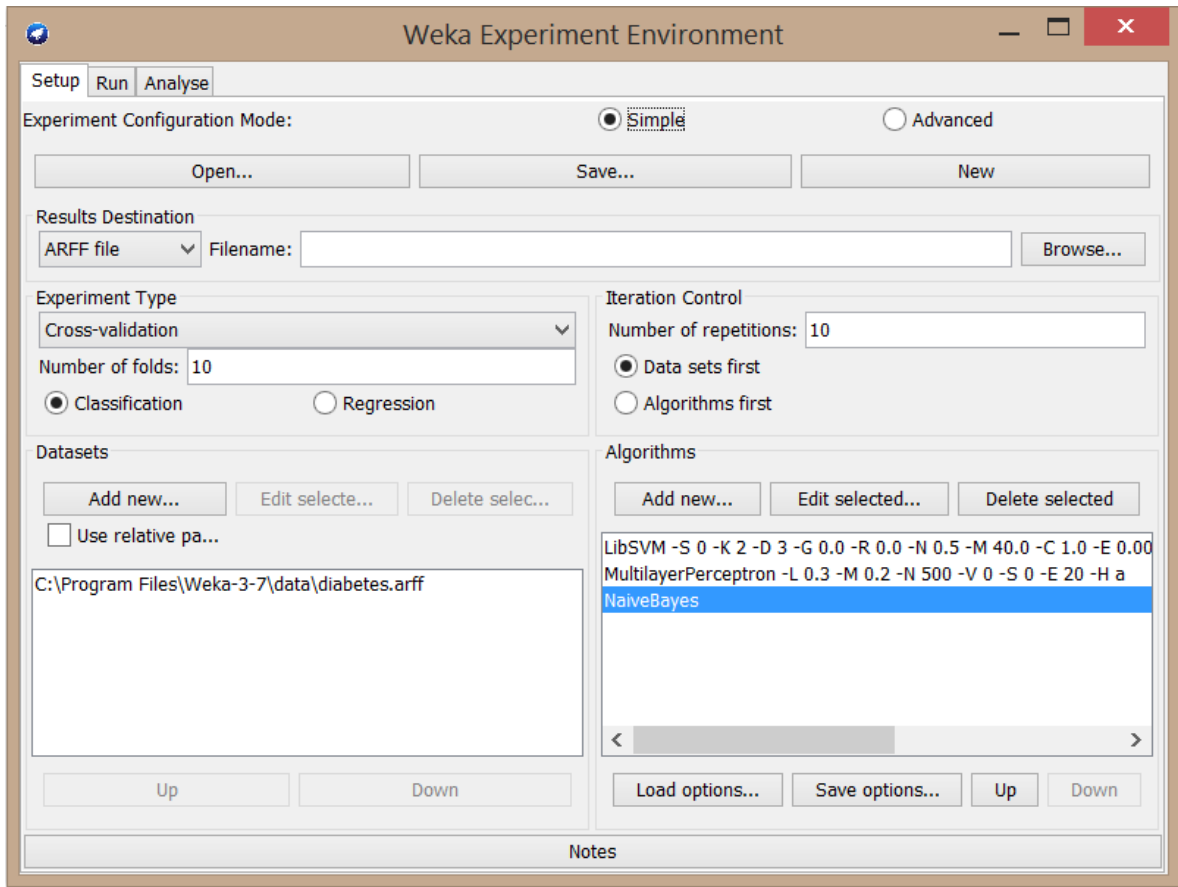 Weka Experiment Environment
Setup Run Analyse
Experiment Configuration Mode: Simple Advanced
Open... Save... New
Results Destination
ARFF file Filename: Browse...
Experiment Type Iteration Control
Cross-validation Number of repetitions: 10
Number of folds: 10 Data sets first
Classification Regression Algorithms first
Datasets Algorithms
Add new... Edit selecte... Delete selec... Add new... Edit selected... Delete selected
Use relative pa...
LibSVM -S 0 -K 2 -D 3 -G 0.0 -R 0.0 -N 0.5 -M 40.0 -C 1.0 -E 0.00
C:\Program Files\Weka-3-7\data\diabetes.arff MultilayerPerceptron -L 0.3 -M 0.2 -N 500 -V 0 -S 0 -E 20 -H a
NaiveBayes
Up Down Load options... Save options... Up Down
Notes